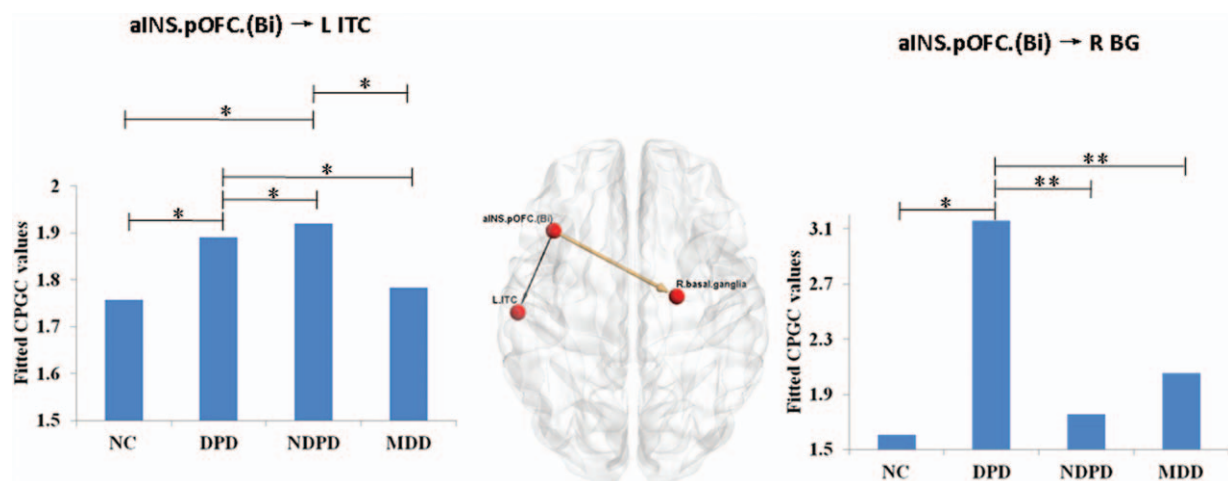 aINS.pOFC.(Bi) → L ITC
* *
* *
*
Fitted CPGC values
2
1.9
1.8
1.7
1.6
1.5
NC DPD NDPD MDD
aINS.pOFC.(Bi)
L.ITC
R.basal.ganglia
aINS.pOFC.(Bi) → R BG
**
* **
Fitted CPGC values
3.1
2.7
2.3
1.9
1.5
NC DPD NDPD MDD